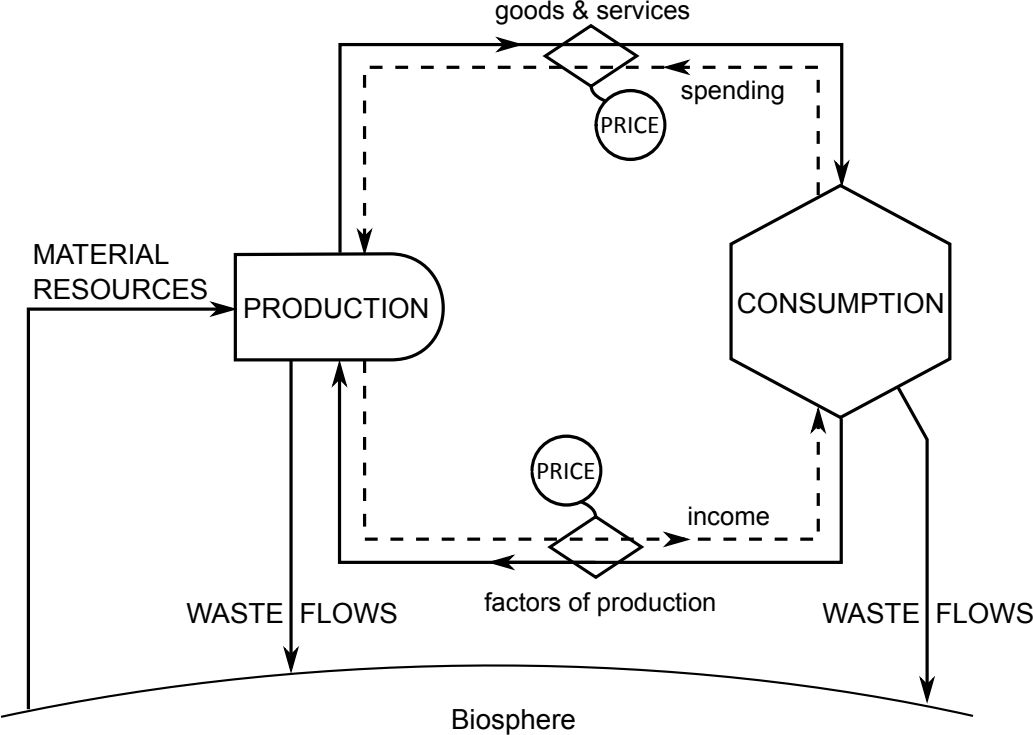 goods & services
spending
PRICE
MATERIAL
RESOURCES
PRODUCTION
CONSUMPTION
PRICE
income
factors of production
WASTE FLOWS
WASTE FLOWS
Biosphere